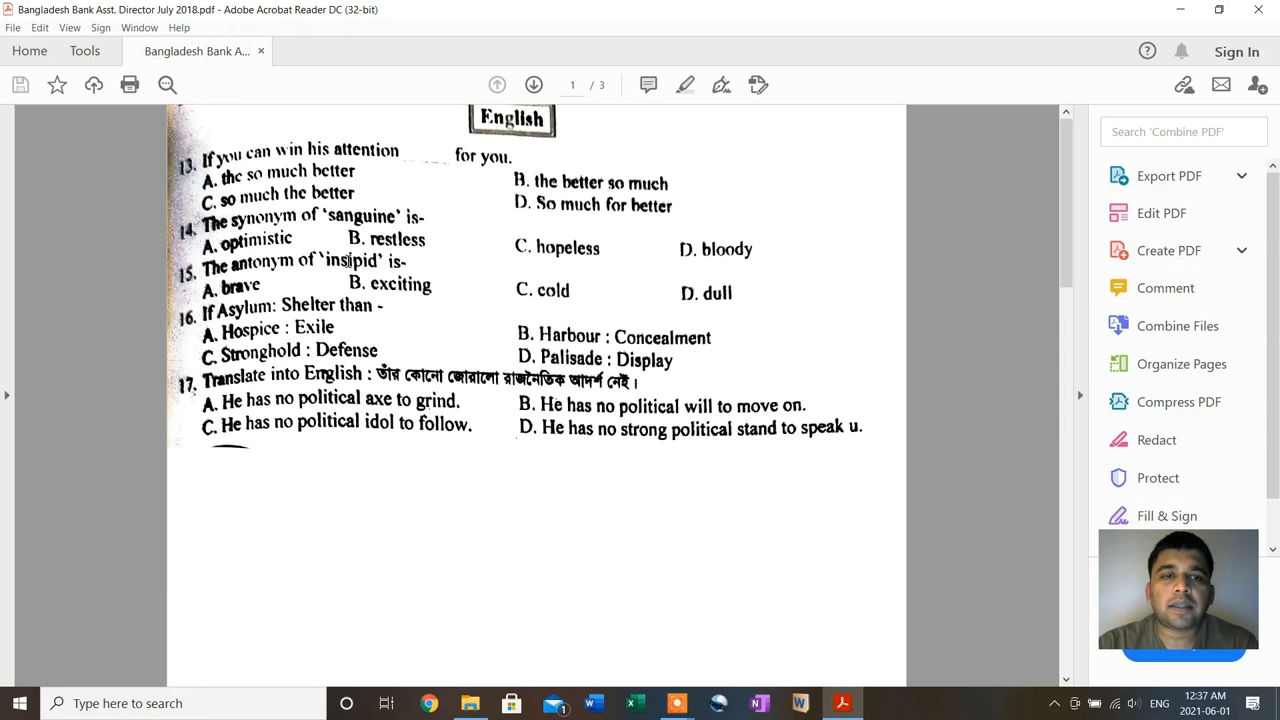 Bangladesh Bank Asst. Director July 2018.pdf - Adobe Acrobat Reader DC (32-bit)
File Edit View Sign Window Help
Home Tools Bangladesh Bank A... × Sign In
1 / 3
English
Search 'Combine PDF'
13. If you can win his attention ______ for you.
A. the so much better B. the better so much
C. so much the better D. So much for better
14. The synonym of 'sanguine' is-
A. optimistic B. restless C. hopeless D. bloody
15. The antonym of 'insipid' is-
A. brave B. exciting C. cold D. dull
16. If Asylum: Shelter than -
A. Hospice : Exile B. Harbour : Concealment
C. Stronghold : Defense D. Palisade : Display
17. Translate into English : তাঁর কোনো জোরালো রাজনৈতিক আদর্শ নেই।
A. He has no political axe to grind. B. He has no political will to move on.
C. He has no political idol to follow. D. He has no strong political stand to speak u.
Export PDF
Edit PDF
Create PDF
Comment
Combine Files
Organize Pages
Compress PDF
Redact
Protect
Fill & Sign
Type here to search
ENG 12:37 AM
2021-06-01